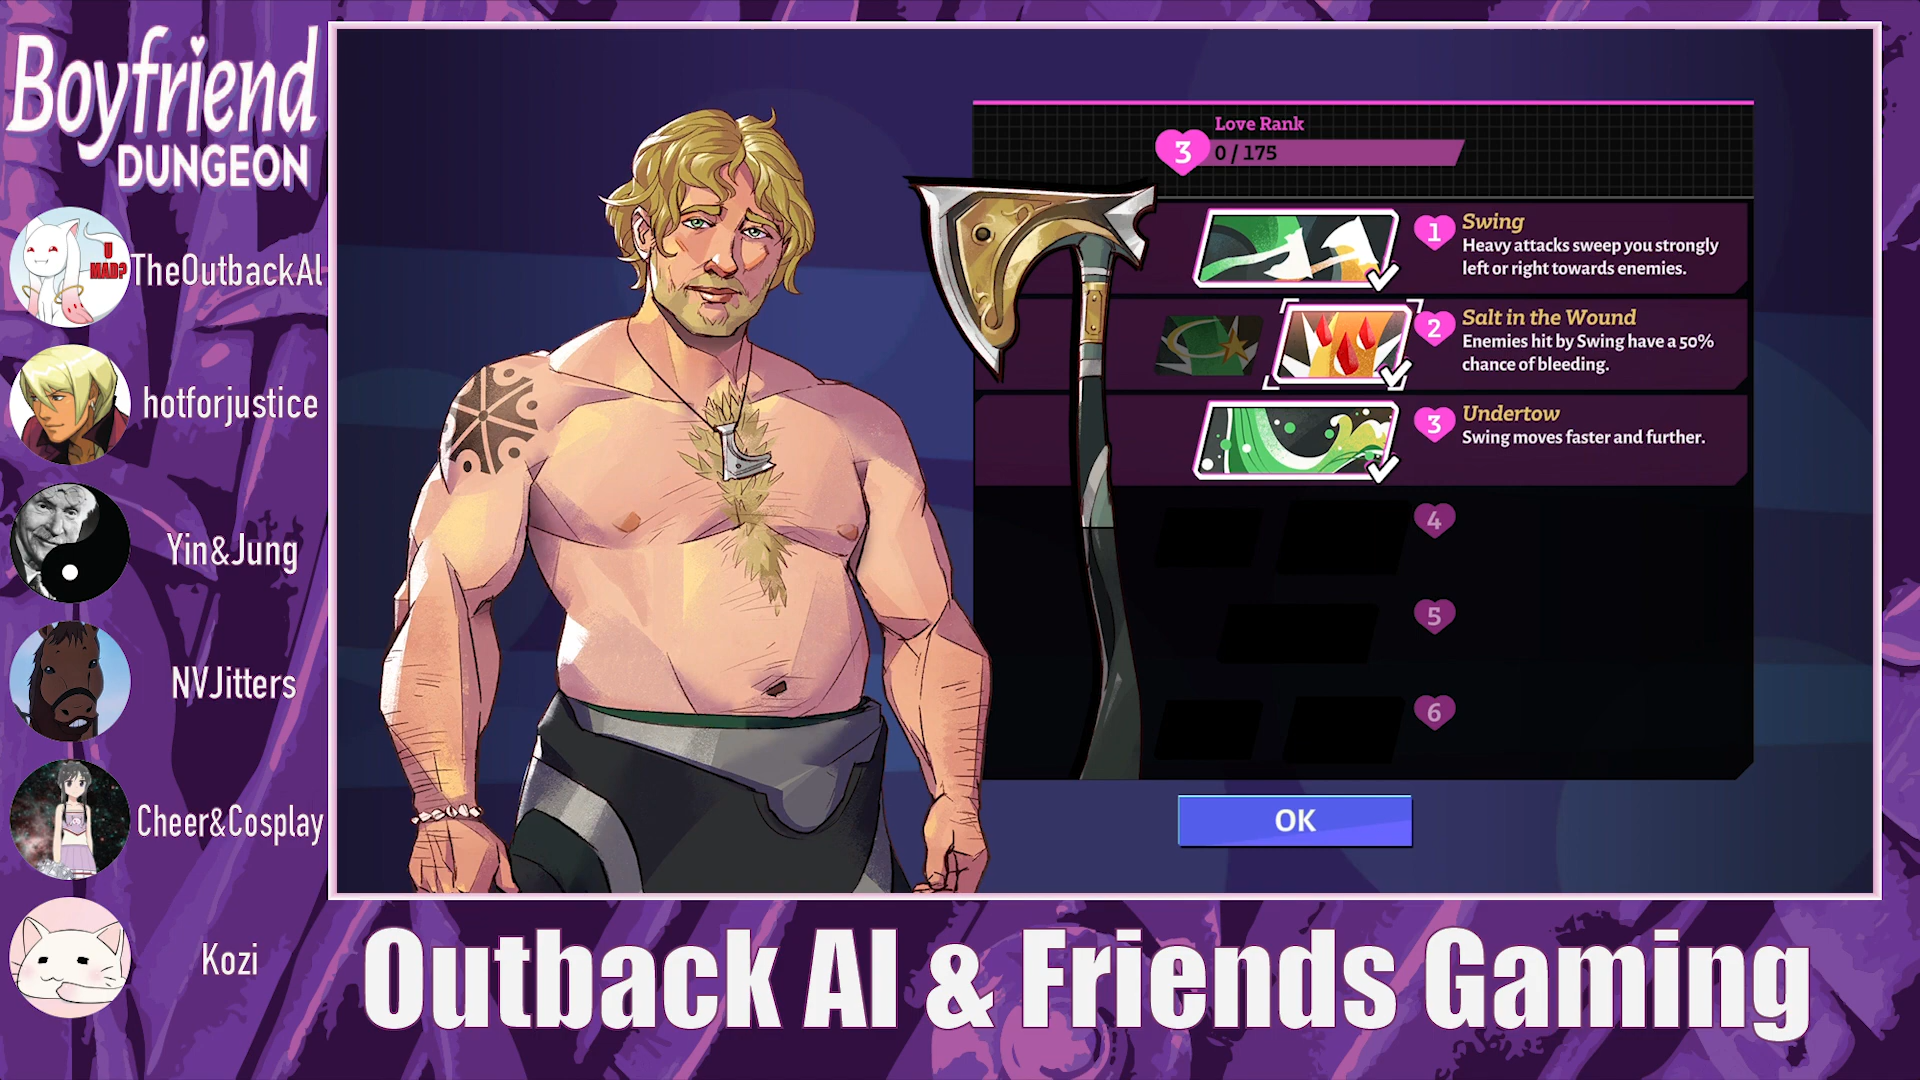 Boyfriend
DUNGEON
U
MAD?
TheOutbackAl
hotforjustice
Yin&Jung
NVJitters
Cheer&Cosplay
Kozi
Love Rank
3
0 / 175
1
Swing
Heavy attacks sweep you strongly
left or right towards enemies.
2
Salt in the Wound
Enemies hit by Swing have a 50%
chance of bleeding.
3
Undertow
Swing moves faster and further.
4
5
6
OK
Outback Al & Friends Gaming